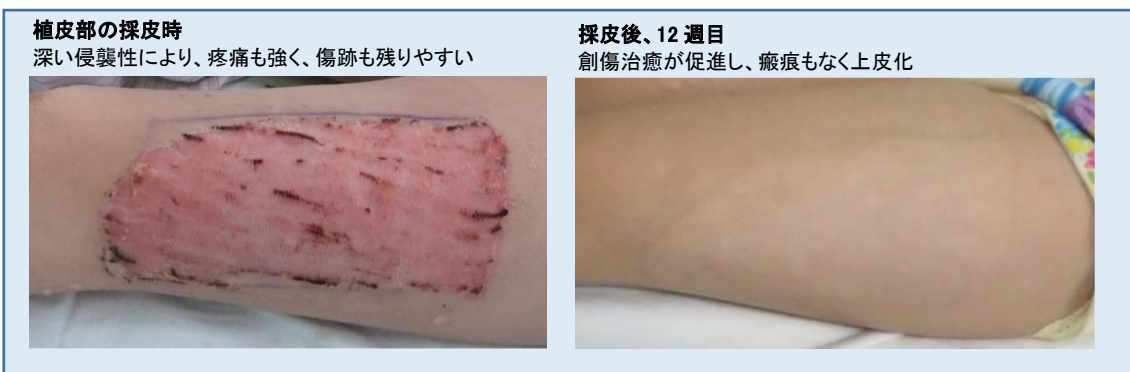 植皮部の採皮時
深い侵襲性により、疼痛も強く、傷跡も残りやすい
採皮後、12 週目
創傷治癒が促進し、瘢痕もなく上皮化